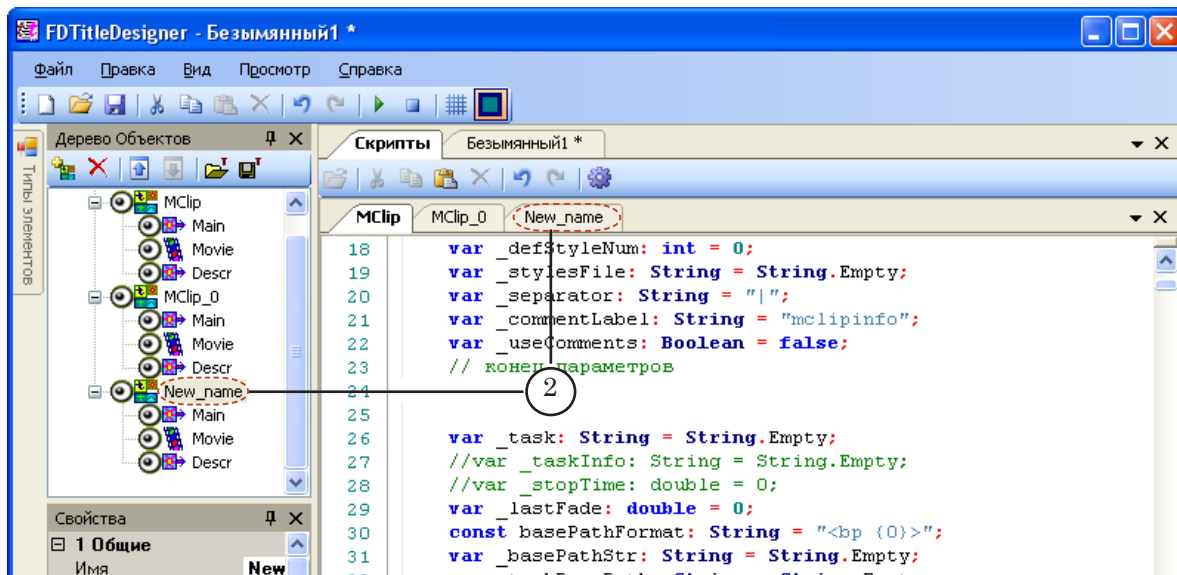 FDTitleDesigner - Безымянный1 *
Файл Правка Вид Просмотр Справка
Типы элементов
Дерево Объектов
MClip
Main
Movie
Descr
MClip_0
Main
Movie
Descr
New_name
Main
Movie
Descr
Свойства
1 Общие
Имя New
Скрипты Безымянный1 *
MClip MClip_0 New_name
18 var _defStyleNum: int = 0;
19 var _stylesFile: String = String.Empty;
20 var _separator: String = "|";
21 var _commentLabel: String = "mclipinfo";
22 var _useComments: Boolean = false;
23 // конец параметров
24
25
26 var _task: String = String.Empty;
27 //var _taskInfo: String = String.Empty;
28 //var _stopTime: double = 0;
29 var _lastFade: double = 0;
30 const basePathFormat: String = "<bp {0}>";
31 var _basePathStr: String = String.Empty;
2